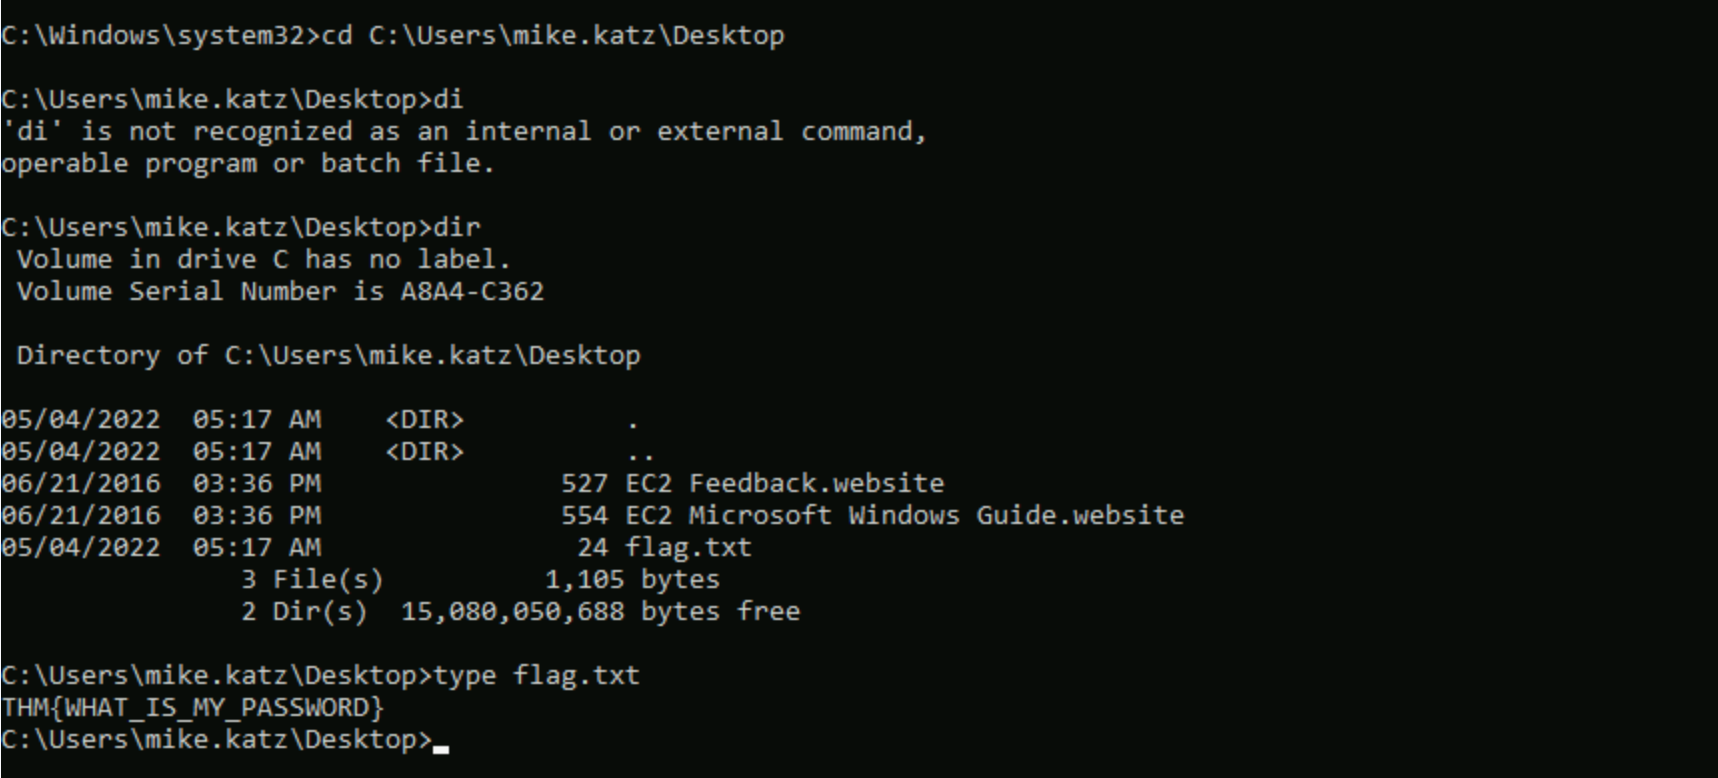 C:\Windows\system32>cd C:\Users\mike.katz\Desktop
C:\Users\mike.katz\Desktop>di
'di' is not recognized as an internal or external command,
operable program or batch file.
C:\Users\mike.katz\Desktop>dir
 Volume in drive C has no label.
 Volume Serial Number is A8A4-C362
 Directory of C:\Users\mike.katz\Desktop
05/04/2022  05:17 AM    <DIR>          .
05/04/2022  05:17 AM    <DIR>          ..
06/21/2016  03:36 PM               527 EC2 Feedback.website
06/21/2016  03:36 PM               554 EC2 Microsoft Windows Guide.website
05/04/2022  05:17 AM                24 flag.txt
               3 File(s)          1,105 bytes
               2 Dir(s)  15,080,050,688 bytes free
C:\Users\mike.katz\Desktop>type flag.txt
THM{WHAT_IS_MY_PASSWORD}
C:\Users\mike.katz\Desktop>